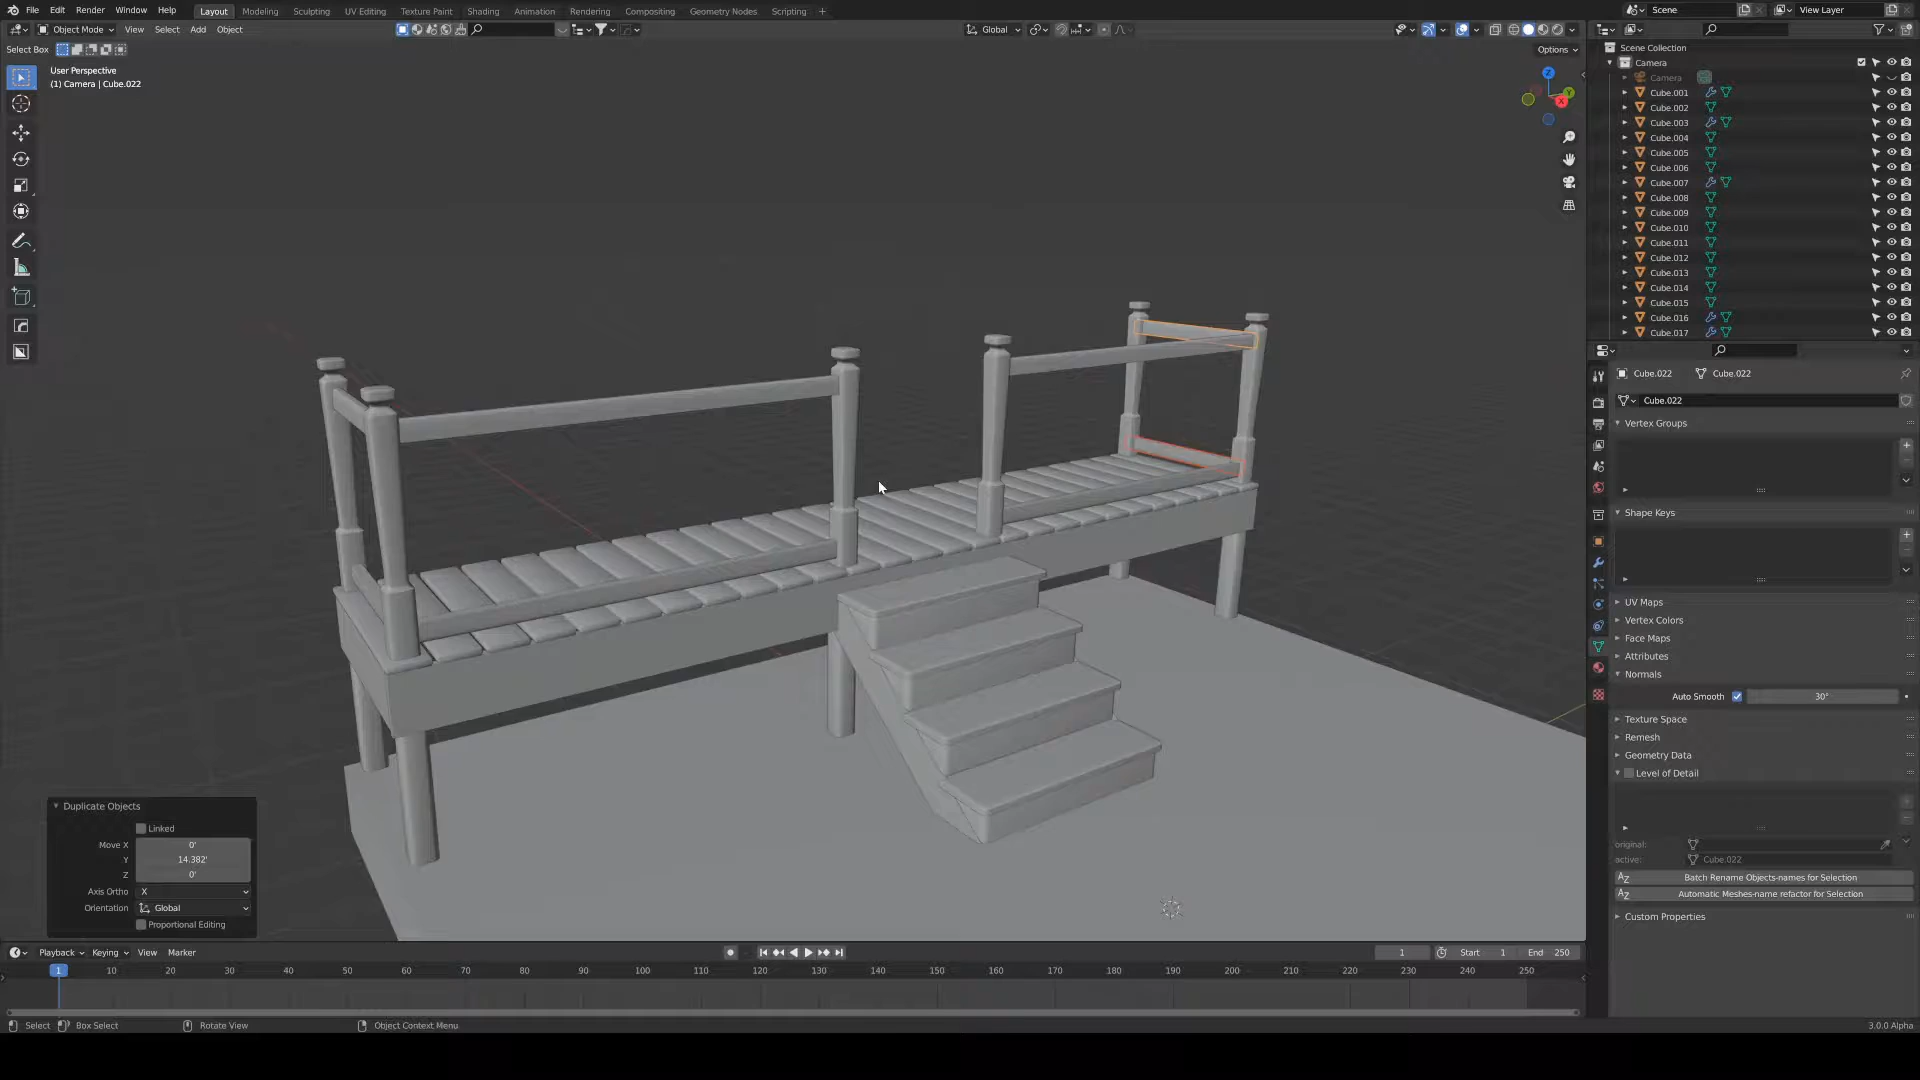 File Edit Render Window Help Layout Modeling Sculpting UV Editing Texture Paint Shading Animation Rendering Compositing Geometry Nodes Scripting + Scene View Layer
Object Mode View Select Add Object Global
Select Box Options
User Perspective
(1) Camera | Cube.022
Z
Y
X
Scene Collection
Camera
Camera
Cube.001
Cube.002
Cube.003
Cube.004
Cube.005
Cube.006
Cube.007
Cube.008
Cube.009
Cube.010
Cube.011
Cube.012
Cube.013
Cube.014
Cube.015
Cube.016
Cube.017
Cube.022 Cube.022
Cube.022
Vertex Groups
Shape Keys
UV Maps
Vertex Colors
Face Maps
Attributes
Normals
Auto Smooth 30°
Texture Space
Remesh
Geometry Data
Level of Detail
original:
active: Cube.022
Batch Rename Objects-names for Selection
Automatic Meshes-name refactor for Selection
Custom Properties
Duplicate Objects
Linked
Move X 0'
Y 14.382'
Z 0'
Axis Ortho X
Orientation Global
Proportional Editing
Playback Keying View Marker 1 Start 1 End 250
1 10 20 30 40 50 60 70 80 90 100 110 120 130 140 150 160 170 180 190 200 210 220 230 240 250
Select Box Select Rotate View Object Context Menu 3.0.0 Alpha